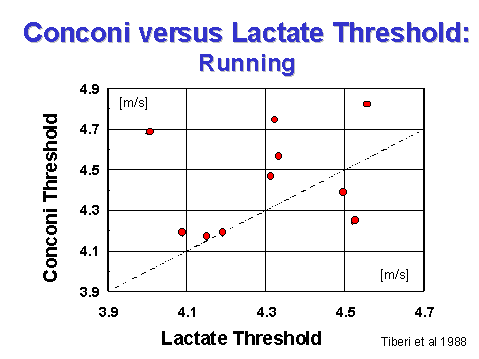 Conconi versus Lactate Threshold:
Running
4.9
[m/s]
4.7
4.5
4.3
4.1
3.9
Conconi Threshold
[m/s]
3.9 4.1 4.3 4.5 4.7
Lactate Threshold
Tiberi et al 1988